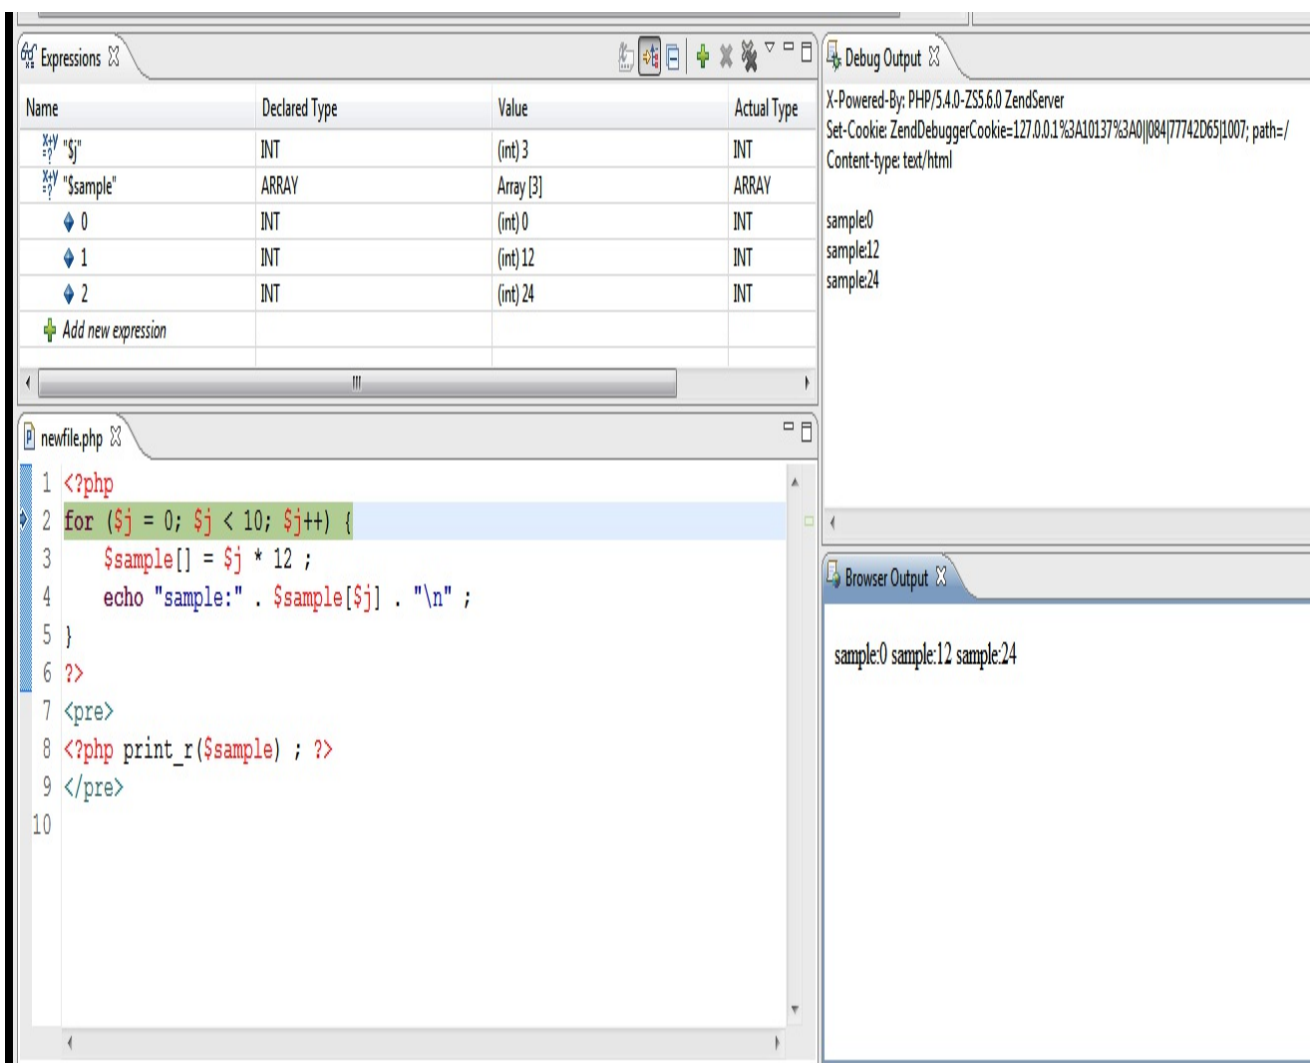 Expressions
Name Declared Type Value Actual Type
X+Y =? "$j" INT (int) 3 INT
X+Y =? "$sample" ARRAY Array [3] ARRAY
0 INT (int) 0 INT
1 INT (int) 12 INT
2 INT (int) 24 INT
Add new expression
Debug Output
X-Powered-By: PHP/5.4.0-ZS5.6.0 ZendServer
Set-Cookie: ZendDebuggerCookie=127.0.0.1%3A10137%3A0||084|77742D65|1007; path=/
Content-type: text/html
sample:0
sample:12
sample:24
newfile.php
1 <?php
2 for ($j = 0; $j < 10; $j++) {
3 $sample[] = $j * 12 ;
4 echo "sample:" . $sample[$j] . "\n" ;
5 }
6 ?>
7 <pre>
8 <?php print_r($sample) ; ?>
9 </pre>
10
Browser Output
sample:0 sample:12 sample:24